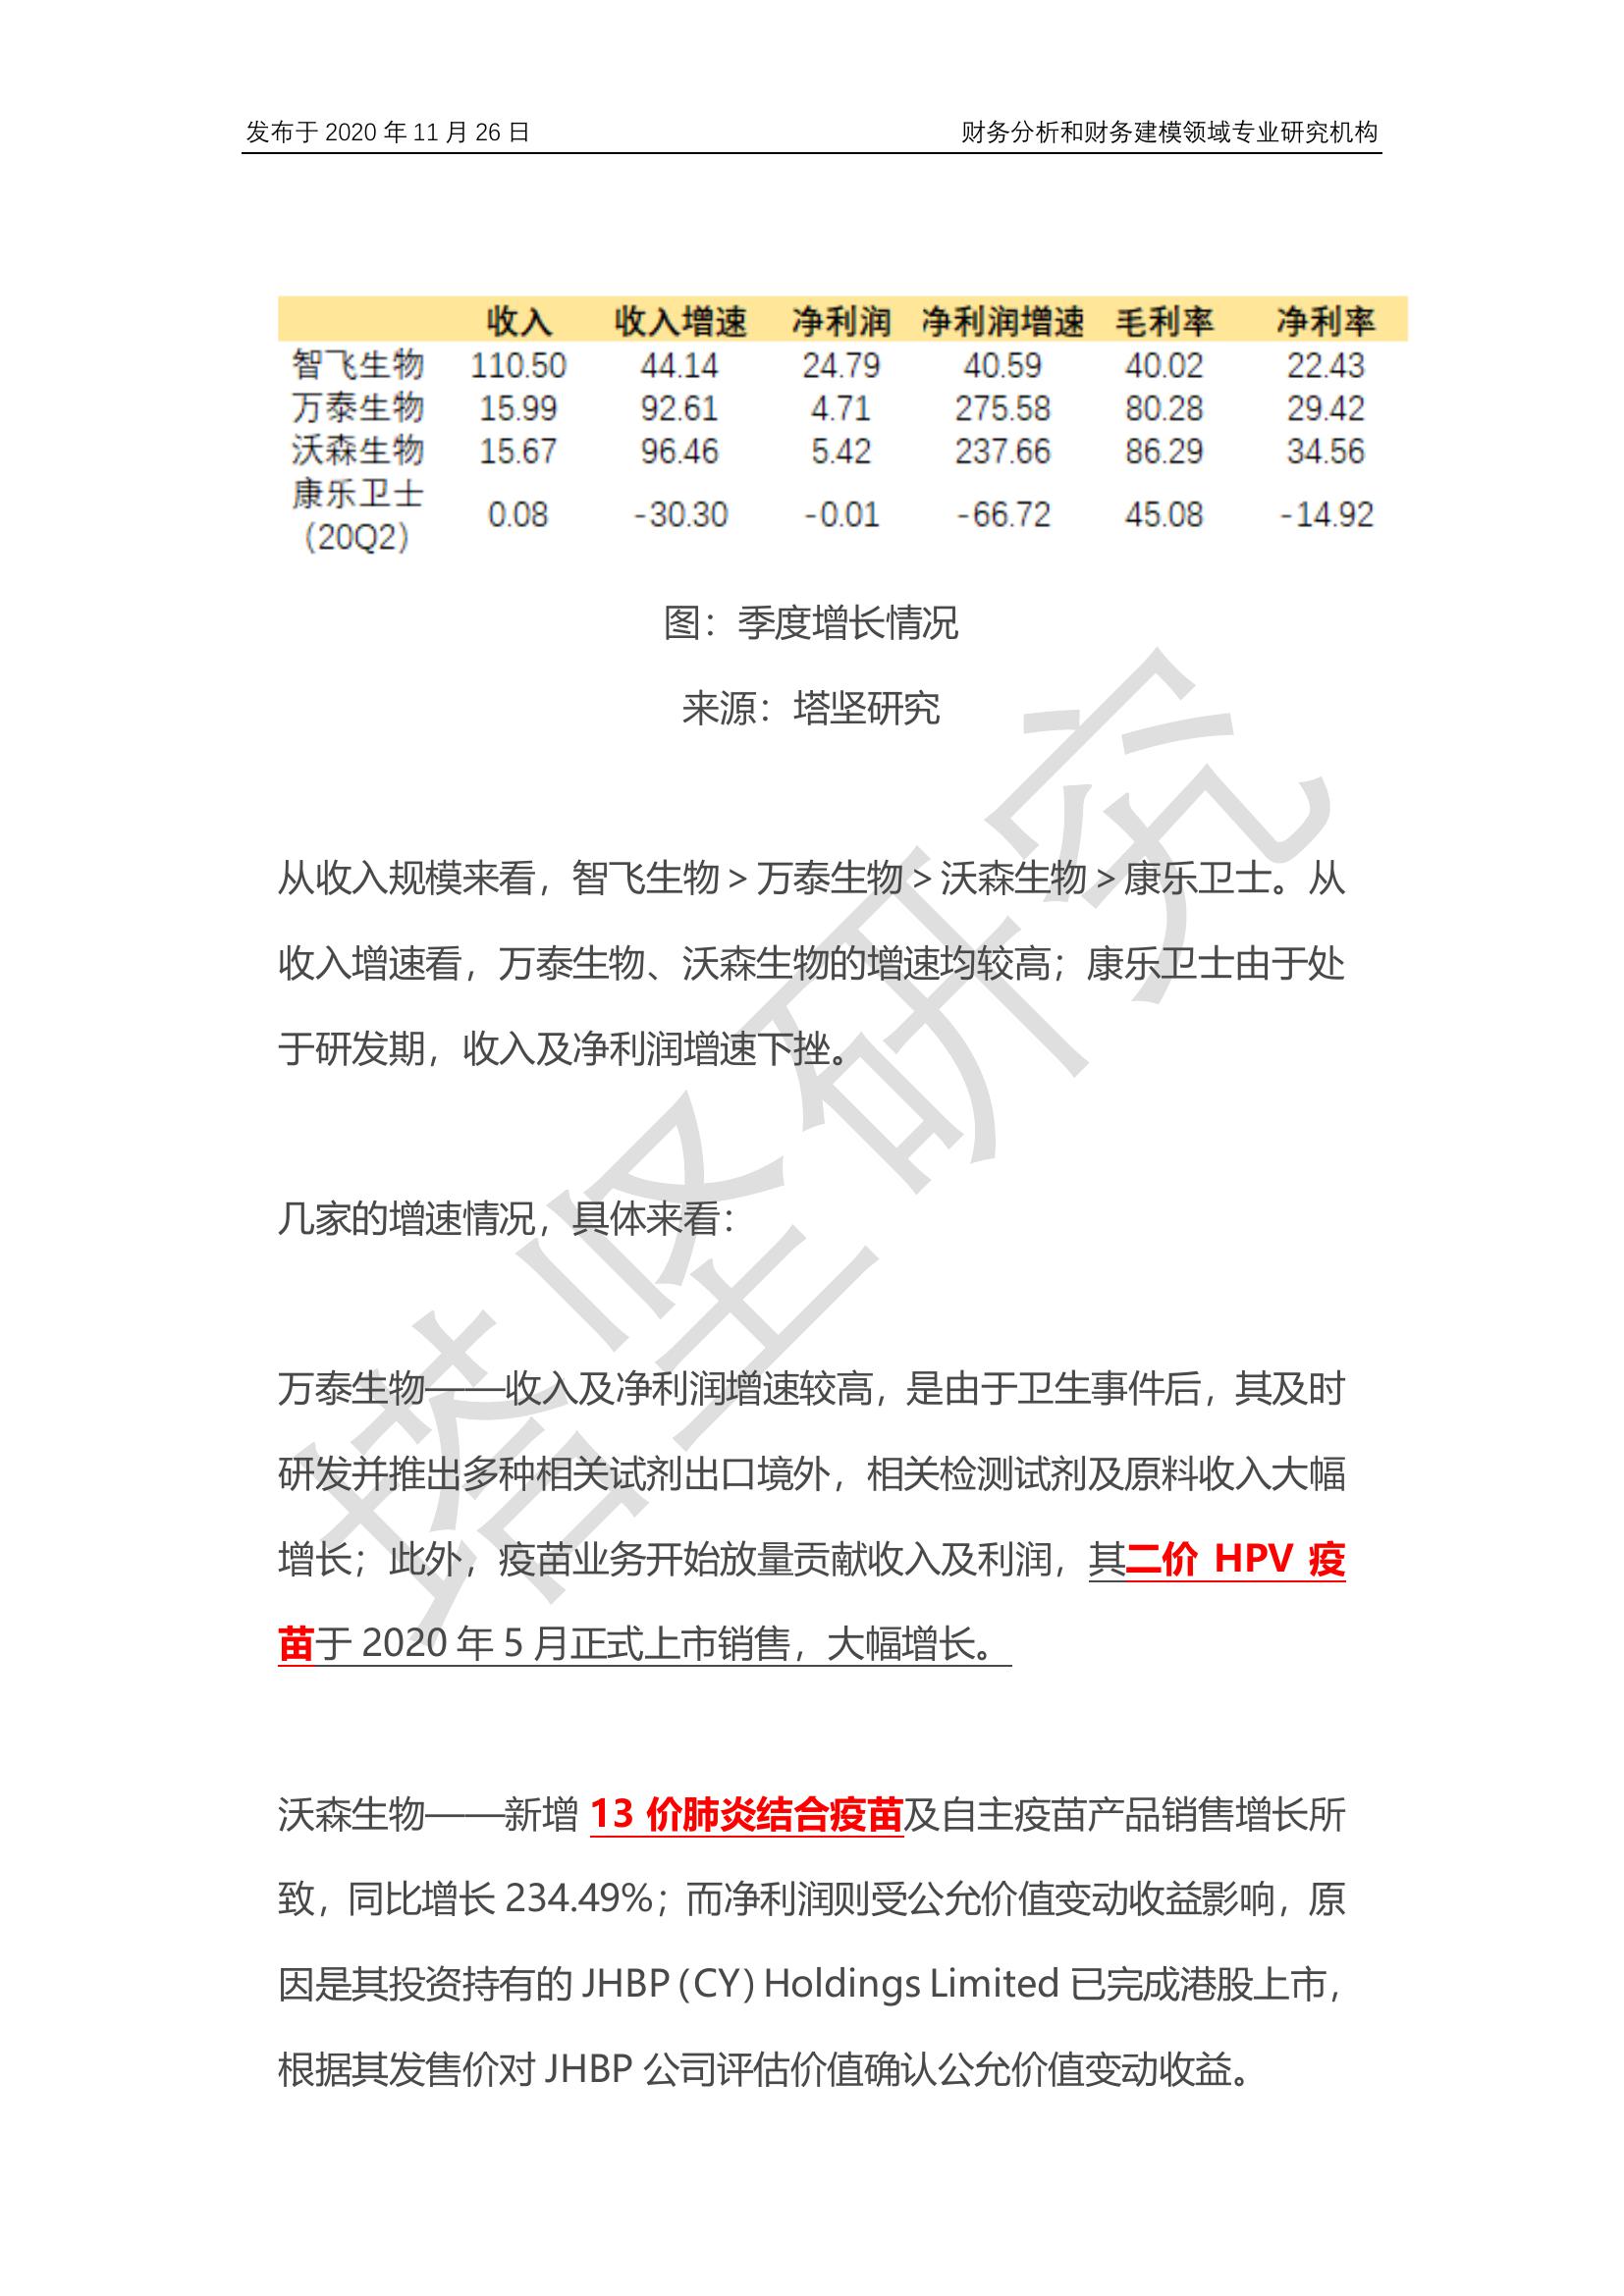 发布于 2020 年 11 月 26 日 财务分析和财务建模领域专业研究机构
收入 收入增速 净利润 净利润增速 毛利率 净利率
智飞生物 110.50 44.14 24.79 40.59 40.02 22.43
万泰生物 15.99 92.61 4.71 275.58 80.28 29.42
沃森生物 15.67 96.46 5.42 237.66 86.29 34.56
康乐卫士
（20Q2） 0.08 -30.30 -0.01 -66.72 45.08 -14.92
图：季度增长情况
来源：塔坚研究
从收入规模来看，智飞生物＞万泰生物＞沃森生物＞康乐卫士。从
收入增速看，万泰生物、沃森生物的增速均较高；康乐卫士由于处
于研发期，收入及净利润增速下挫。
几家的增速情况，具体来看：
万泰生物——收入及净利润增速较高，是由于卫生事件后，其及时
研发并推出多种相关试剂出口境外，相关检测试剂及原料收入大幅
增长；此外，疫苗业务开始放量贡献收入及利润，其二价 HPV 疫
苗于 2020 年 5 月正式上市销售，大幅增长。
沃森生物——新增 13 价肺炎结合疫苗及自主疫苗产品销售增长所
致，同比增长 234.49%；而净利润则受公允价值变动收益影响，原
因是其投资持有的 JHBP（CY）Holdings Limited 已完成港股上市，
根据其发售价对 JHBP 公司评估价值确认公允价值变动收益。
塔坚研究